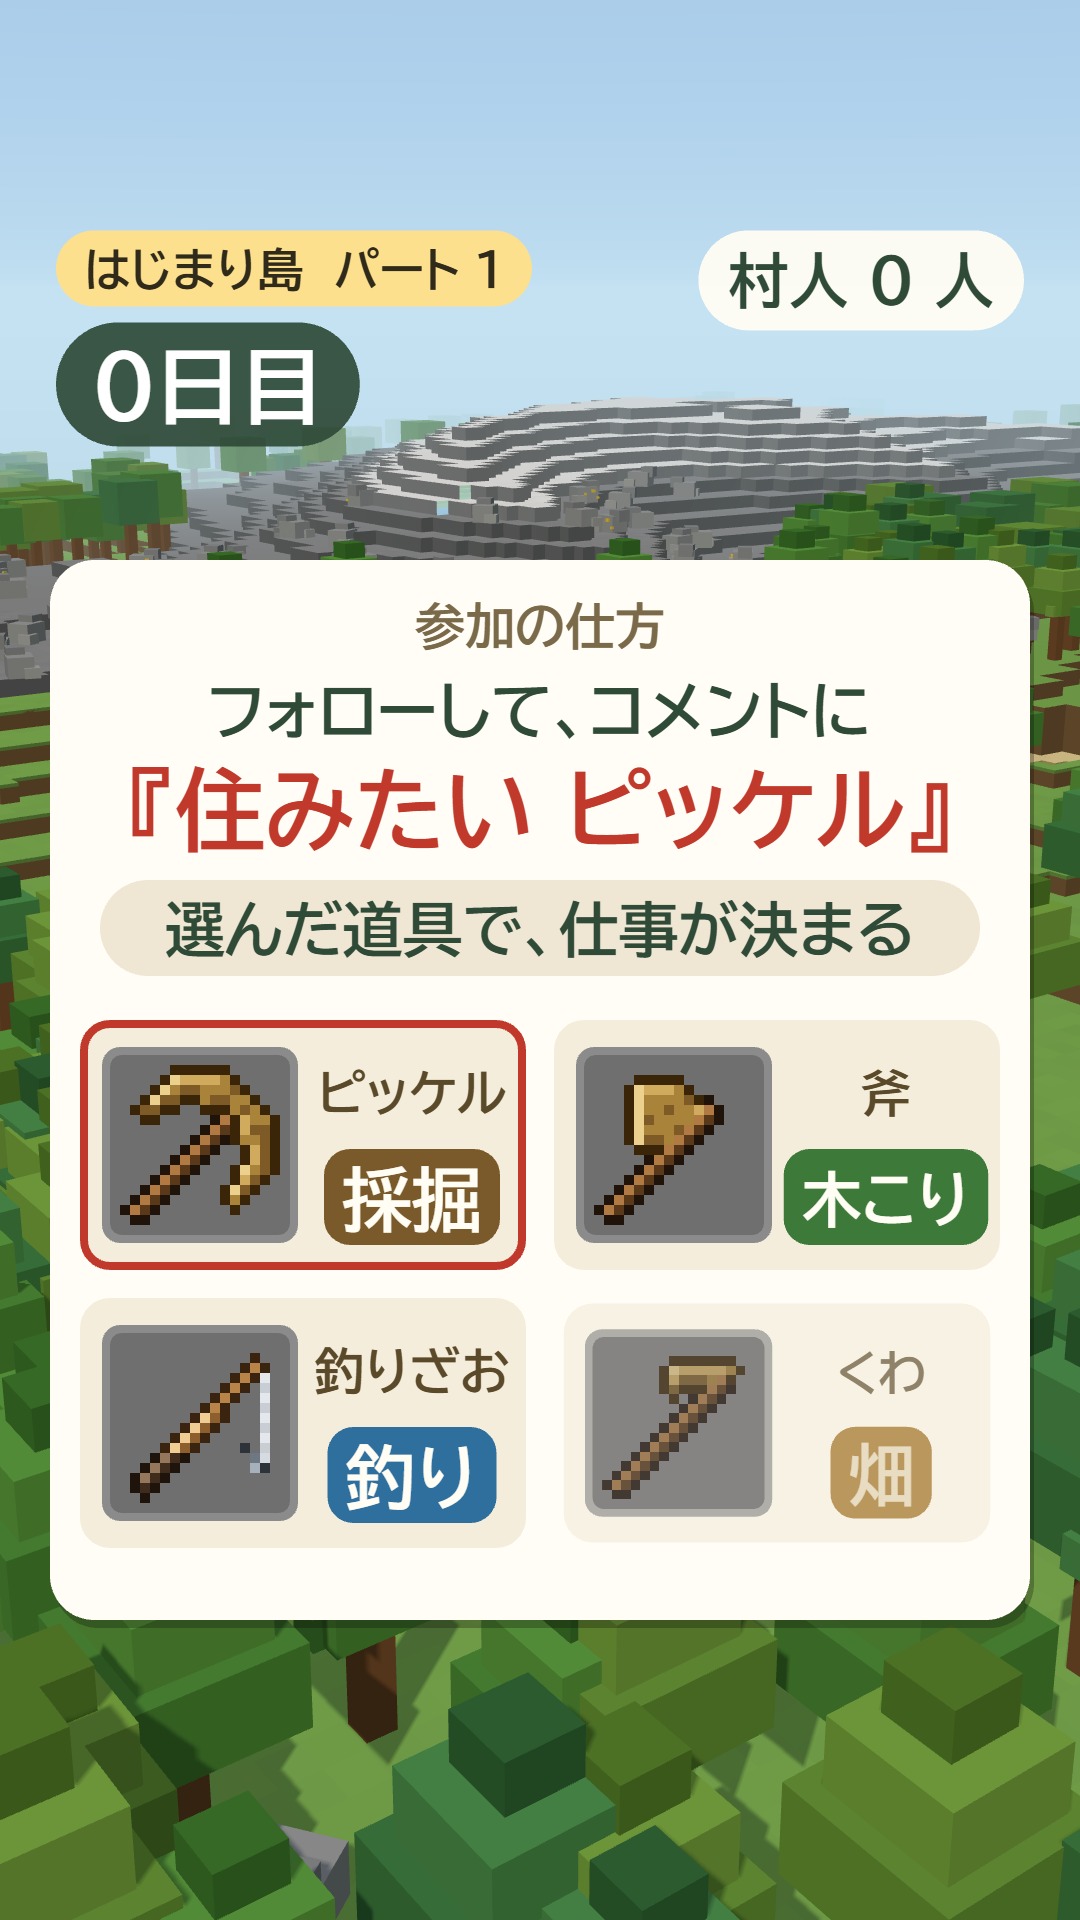 はじまり島 パート 1
村人 0 人
0日目
参加の仕方
フォローして、コメントに
『住みたい ピッケル』
選んだ道具で、仕事が決まる
ピッケル
採掘
斧
木こり
釣りざお
釣り
くわ
畑